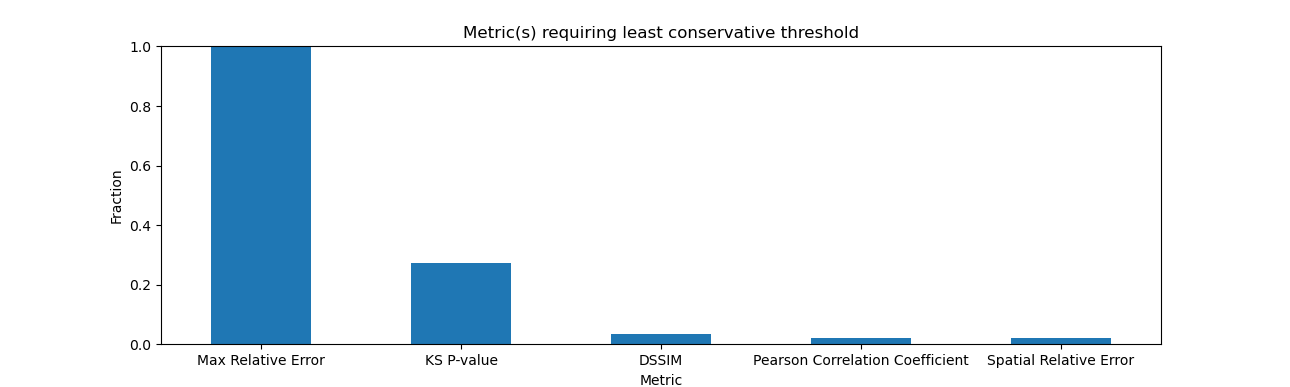 Metric(s) requiring least conservative threshold
1.0
0.8
0.6
0.4
0.2
0.0
Fraction
Max Relative Error
KS P-value
DSSIM
Pearson Correlation Coefficient
Spatial Relative Error
Metric